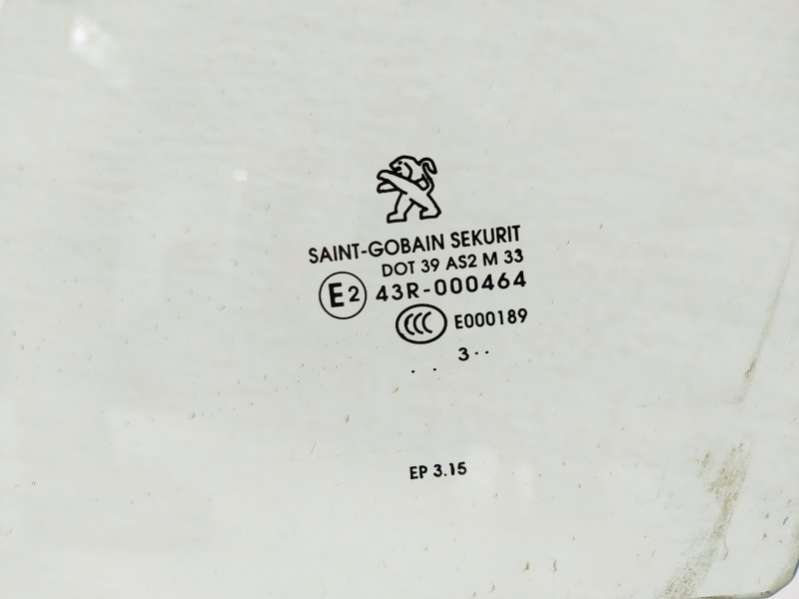 SAINT-GOBAIN SEKURIT
DOT 39 AS2 M 33
E2 43R-000464
CCC E000189
. . 3 . .
EP 3.15